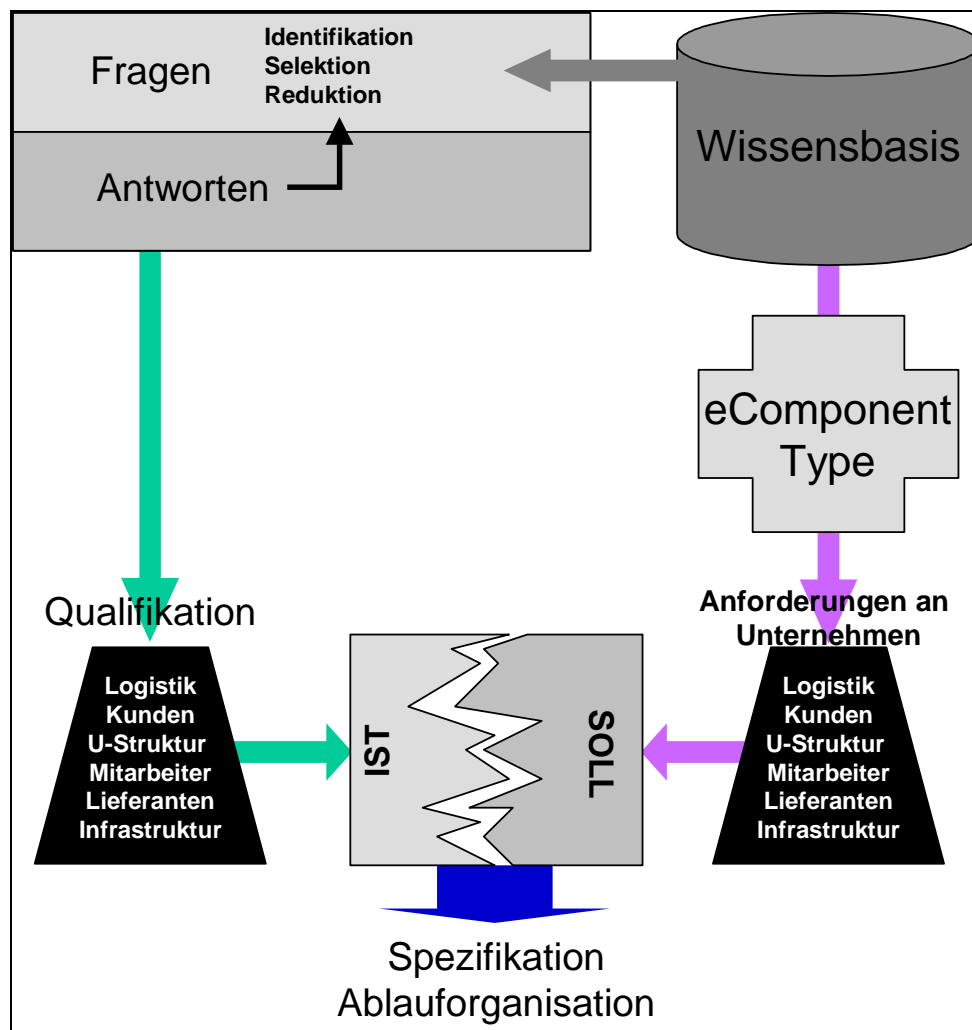 Fragen
Identifikation
Selektion
Reduktion
Wissensbasis
Antworten
eComponent
Type
Qualifikation
Anforderungen an
Unternehmen
Logistik
Kunden
U-Struktur
Mitarbeiter
Lieferanten
Infrastruktur
IST
SOLL
Logistik
Kunden
U-Struktur
Mitarbeiter
Lieferanten
Infrastruktur
Spezifikation
Ablauforganisation